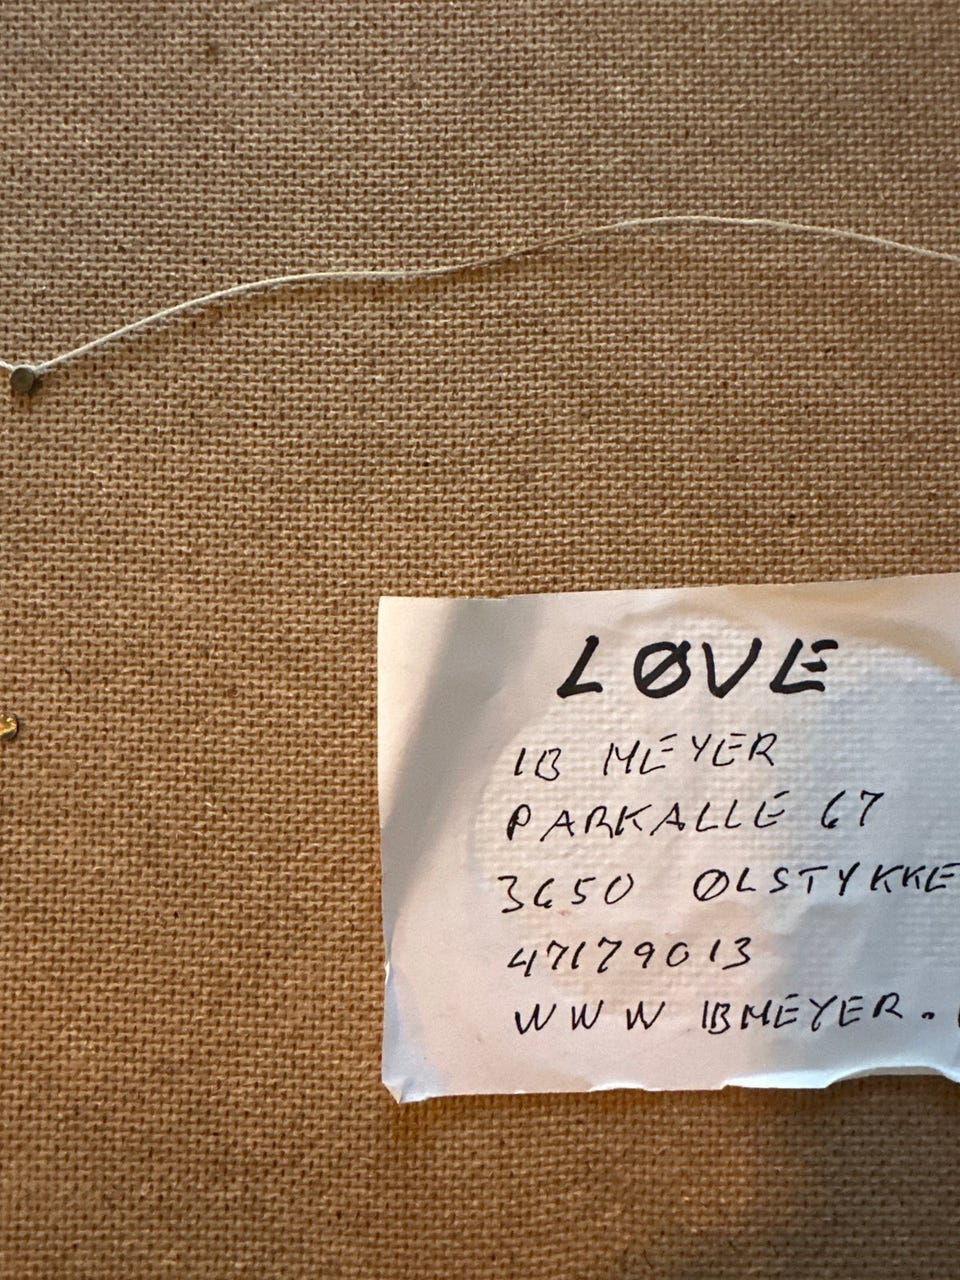 LØVE
IB MEYER
PARKALLE 67
3650 ØLSTYKKE
47179013
WWW IBMEYER.